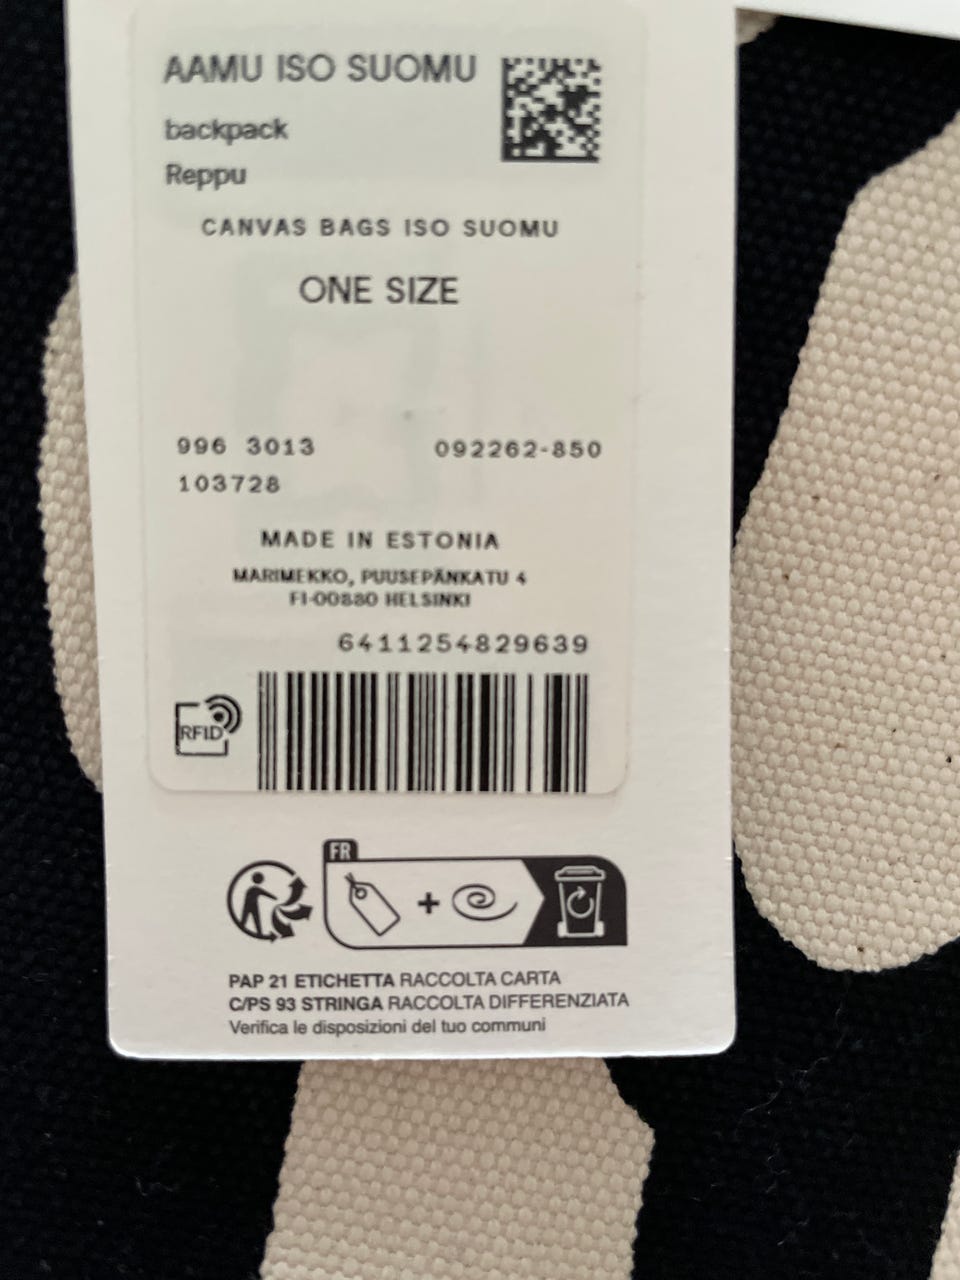 AAMU ISO SUOMU
backpack
Reppu
CANVAS BAGS ISO SUOMU
ONE SIZE
996 3013 092262-850
103728
MADE IN ESTONIA
MARIMEKKO, PUUSEPÄNKATU 4
FI-00880 HELSINKI
6411254829639
RFID
FR
+
PAP 21 ETICHETTA RACCOLTA CARTA
C/PS 93 STRINGA RACCOLTA DIFFERENZIATA
Verifica le disposizioni del tuo communi